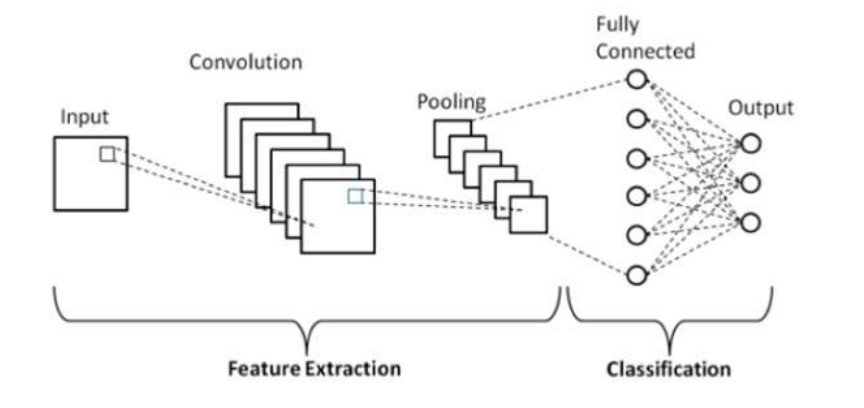 Input
Convolution
Pooling
Fully
Connected
Output
Feature Extraction
Classification